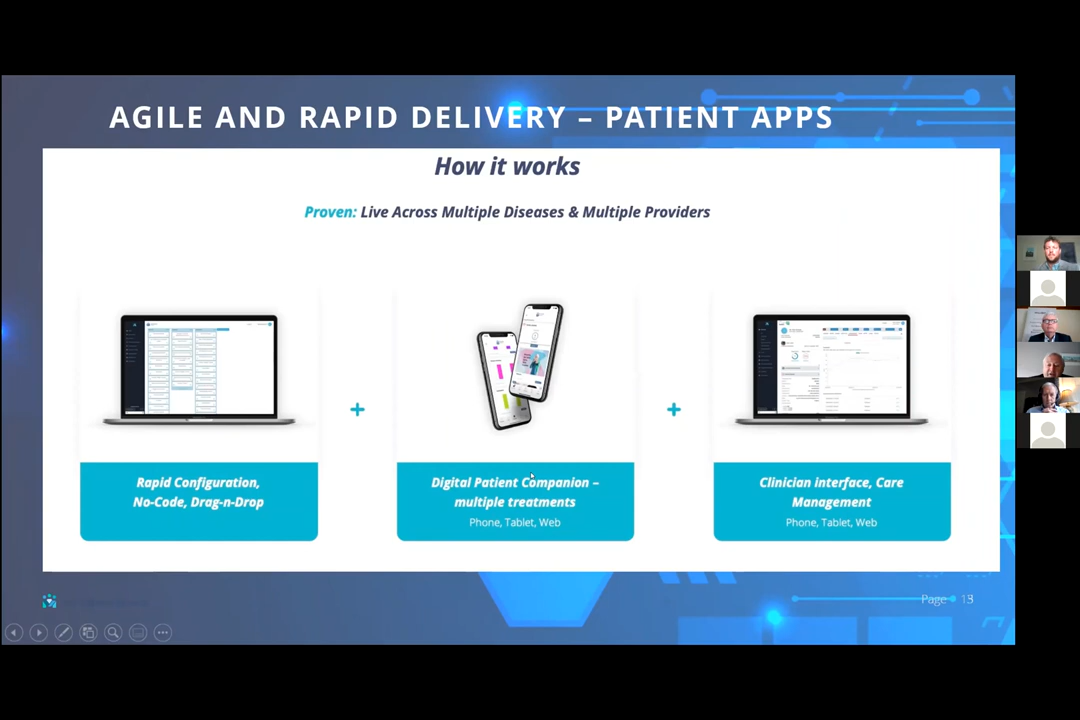 AGILE AND RAPID DELIVERY – PATIENT APPS
How it works
Proven: Live Across Multiple Diseases & Multiple Providers
Rapid Configuration,
No-Code, Drag-n-Drop
Digital Patient Companion –
multiple treatments
Phone, Tablet, Web
Clinician interface, Care
Management
Phone, Tablet, Web
Page 13